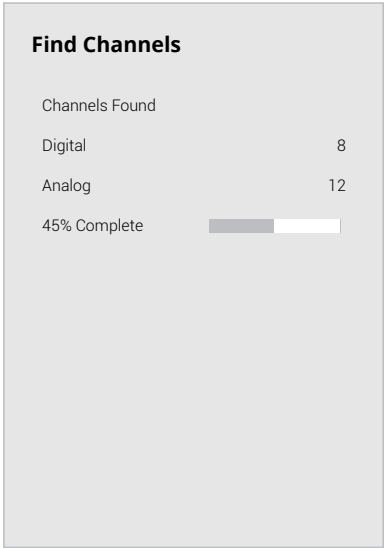 Find Channels
Channels Found
Digital 8
Analog 12
45% Complete